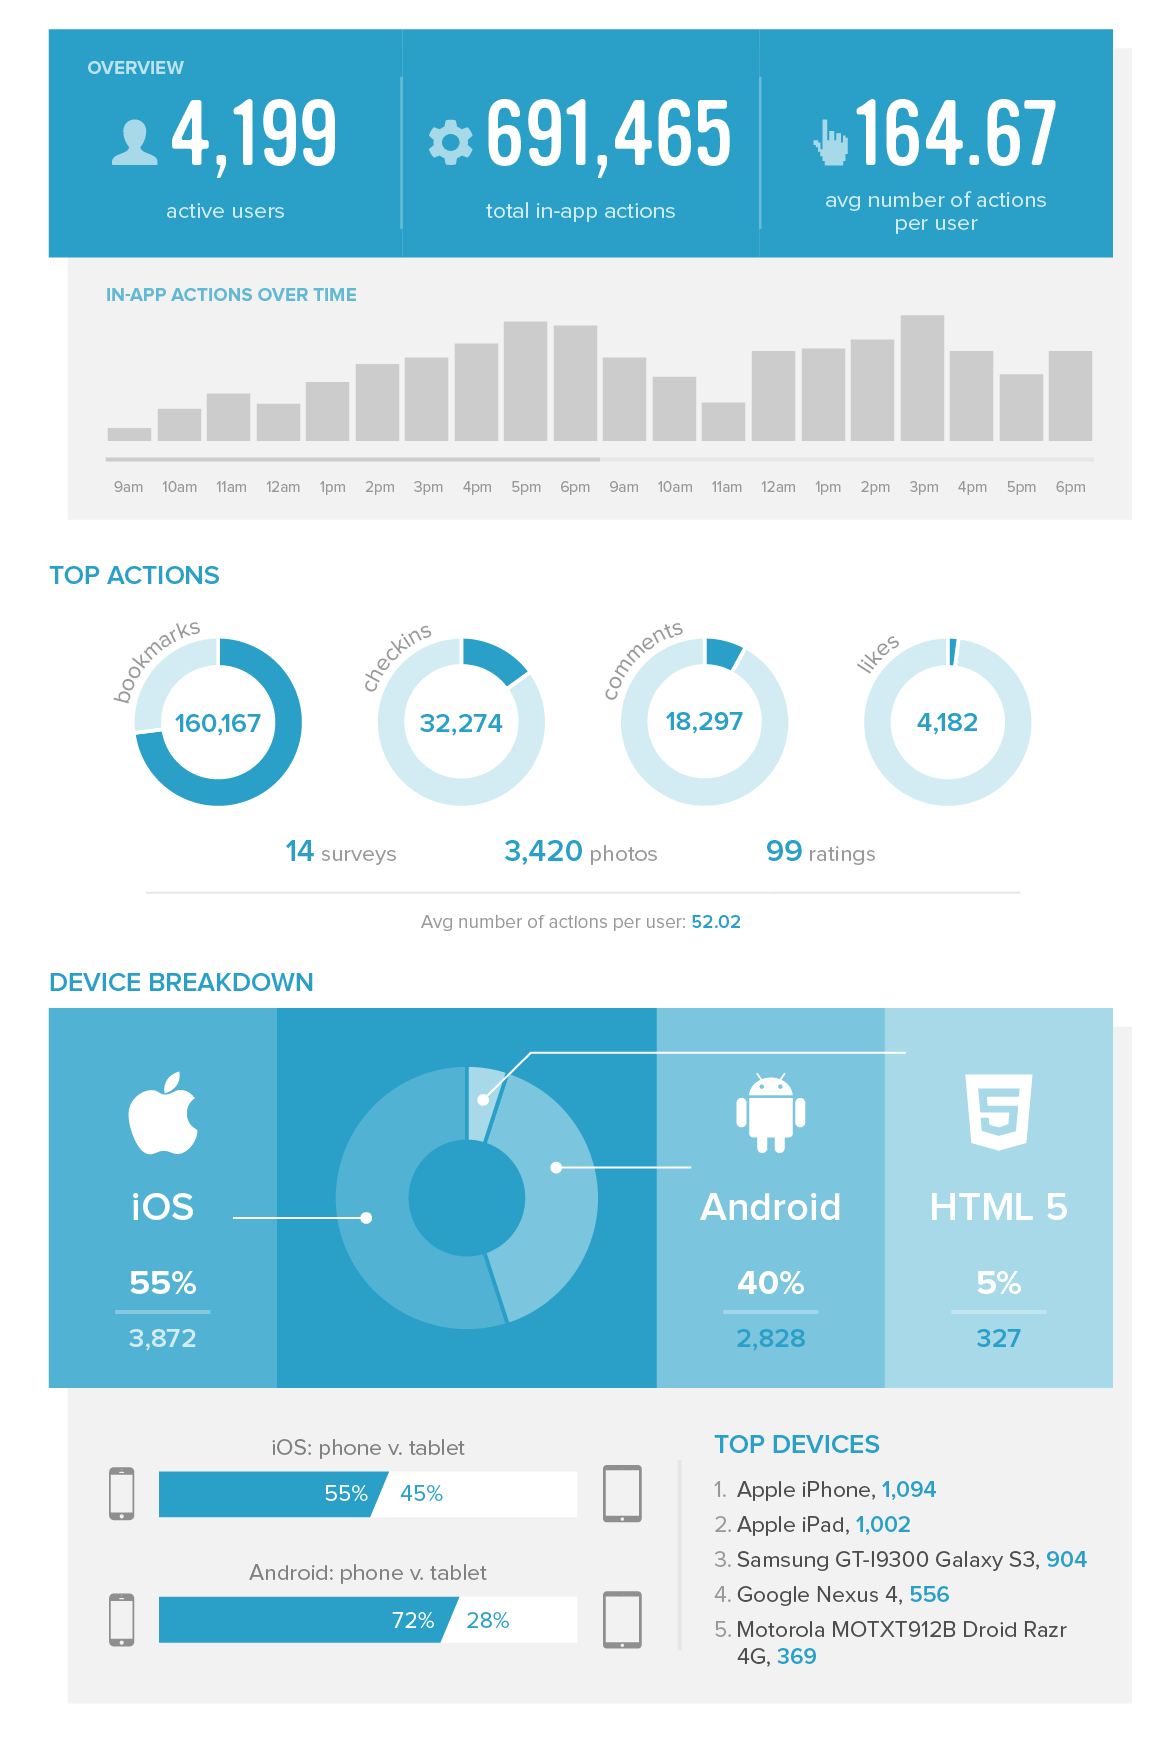 OVERVIEW
4,199
active users
691,465
total in-app actions
164.67
avg number of actions
per user
IN-APP ACTIONS OVER TIME
9am 10am 11am 12am 1pm 2pm 3pm 4pm 5pm 6pm 9am 10am 11am 12am 1pm 2pm 3pm 4pm 5pm 6pm
TOP ACTIONS
bookmarks
160,167
checkins
32,274
comments
18,297
likes
4,182
14 surveys
3,420 photos
99 ratings
Avg number of actions per user: 52.02
DEVICE BREAKDOWN
iOS
55%
3,872
Android
40%
2,828
5
HTML 5
5%
327
iOS: phone v. tablet
55% 45%
Android: phone v. tablet
72% 28%
TOP DEVICES
1. Apple iPhone, 1,094
2. Apple iPad, 1,002
3. Samsung GT-I9300 Galaxy S3, 904
4. Google Nexus 4, 556
5. Motorola MOTXT912B Droid Razr
4G, 369